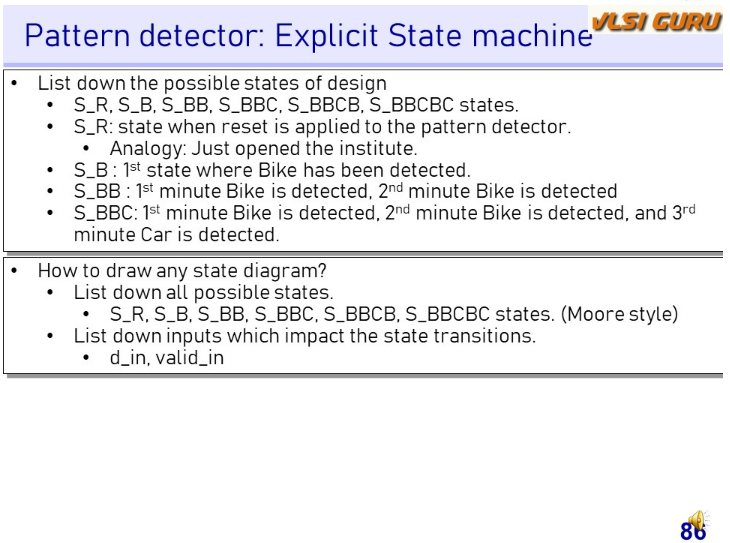 Pattern detector: Explicit State machine
VLSI GURU
• List down the possible states of design
• S_R, S_B, S_BB, S_BBC, S_BBCB, S_BBCBC states.
• S_R: state when reset is applied to the pattern detector.
• Analogy: Just opened the institute.
• S_B : 1st state where Bike has been detected.
• S_BB : 1st minute Bike is detected, 2nd minute Bike is detected
• S_BBC: 1st minute Bike is detected, 2nd minute Bike is detected, and 3rd
minute Car is detected.
• How to draw any state diagram?
• List down all possible states.
• S_R, S_B, S_BB, S_BBC, S_BBCB, S_BBCBC states. (Moore style)
• List down inputs which impact the state transitions.
• d_in, valid_in
86